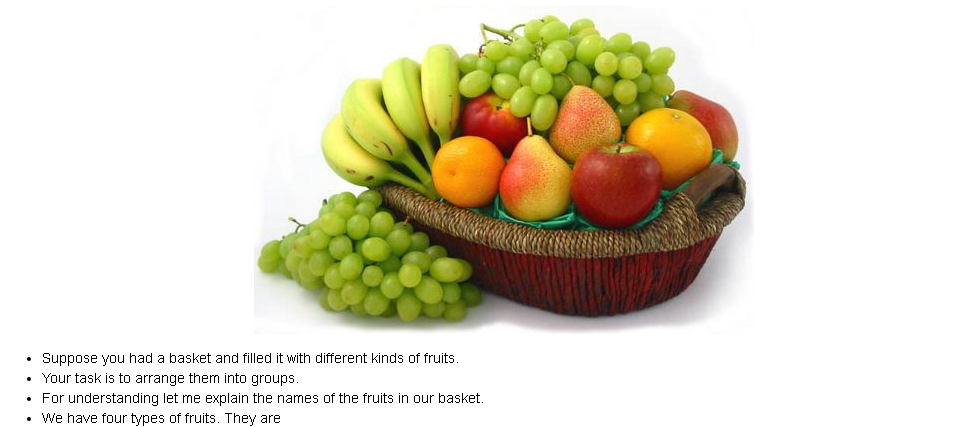 Suppose you had a basket and filled it with different kinds of fruits.
Your task is to arrange them into groups.
For understanding let me explain the names of the fruits in our basket.
We have four types of fruits. They are